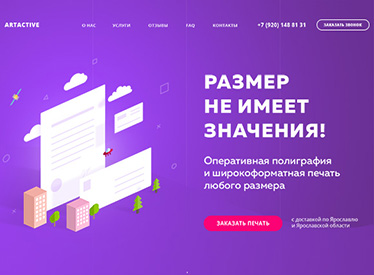 ARTACTIVE О НАС УСЛУГИ ОТЗЫВЫ FAQ КОНТАКТЫ +7 (920) 148 81 31 ЗАКАЗАТЬ ЗВОНОК
РАЗМЕР
НЕ ИМЕЕТ
ЗНАЧЕНИЯ!
Оперативная полиграфия
и широкоформатная печать
любого размера
ЗАКАЗАТЬ ПЕЧАТЬ
с доставкой по Ярославлю
и Ярославской области